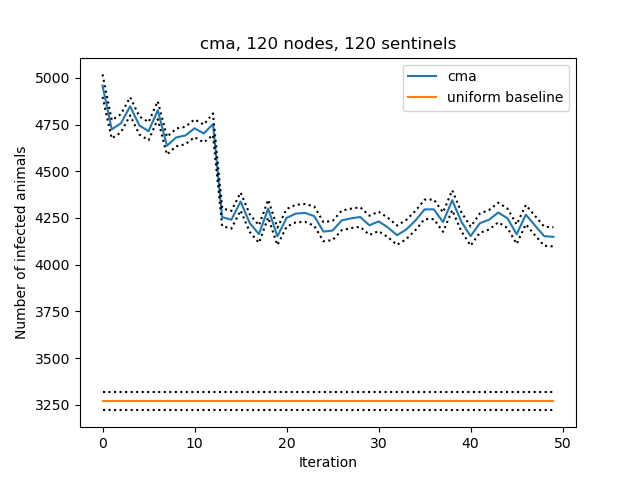 cma, 120 nodes, 120 sentinels
cma
uniform baseline
Number of infected animals
5000
4750
4500
4250
4000
3750
3500
3250
0 10 20 30 40 50
Iteration